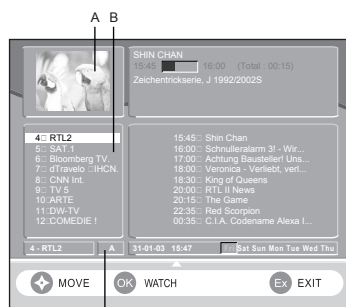 A B
SHIN CHAN
15:45 16:00 (Total : 00:15)
Zeichentrickserie, J 1992/2002S
4 RTL2
5 SAT.1
6 Bloomberg TV.
7 dTravelo IHCN.
8 CNN Int.
9 TV 5
10 ARTE
11 DW-TV
12 COMEDIE !
15:45 Shin Chan
16:00 Schnulleralarm 3! - Wir...
17:00 Achtung Bausteller! Uns...
18:00 Veronica - Verliebt, verl...
18:30 King of Queens
20:00 RTL II News
20:15 The Game
22:35 Red Scorpion
00:35 C.I.A. Codename Alexa I...
4 - RTL2 A 31-01-03 15:47 Fri Sat Sun Mon Tue Wed Thu
MOVE OK WATCH Ex EXIT